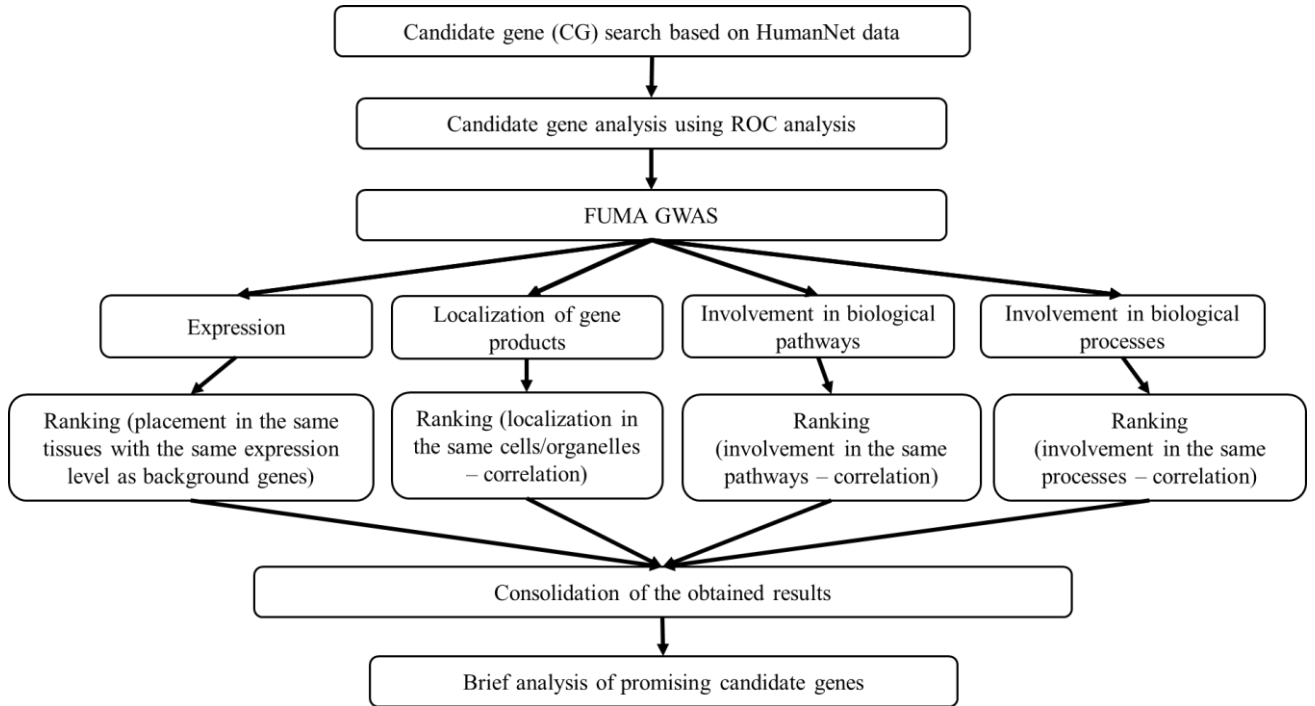 Candidate gene (CG) search based on HumanNet data
Candidate gene analysis using ROC analysis
FUMA GWAS
Expression
Localization of gene
products
Involvement in biological
pathways
Involvement in biological
processes
Ranking (placement in the same
tissues with the same expression
level as background genes)
Ranking (localization in
the same cells/organelles
– correlation)
Ranking
(involvement in the same
pathways – correlation)
Ranking
(involvement in the same
processes – correlation)
Consolidation of the obtained results
Brief analysis of promising candidate genes